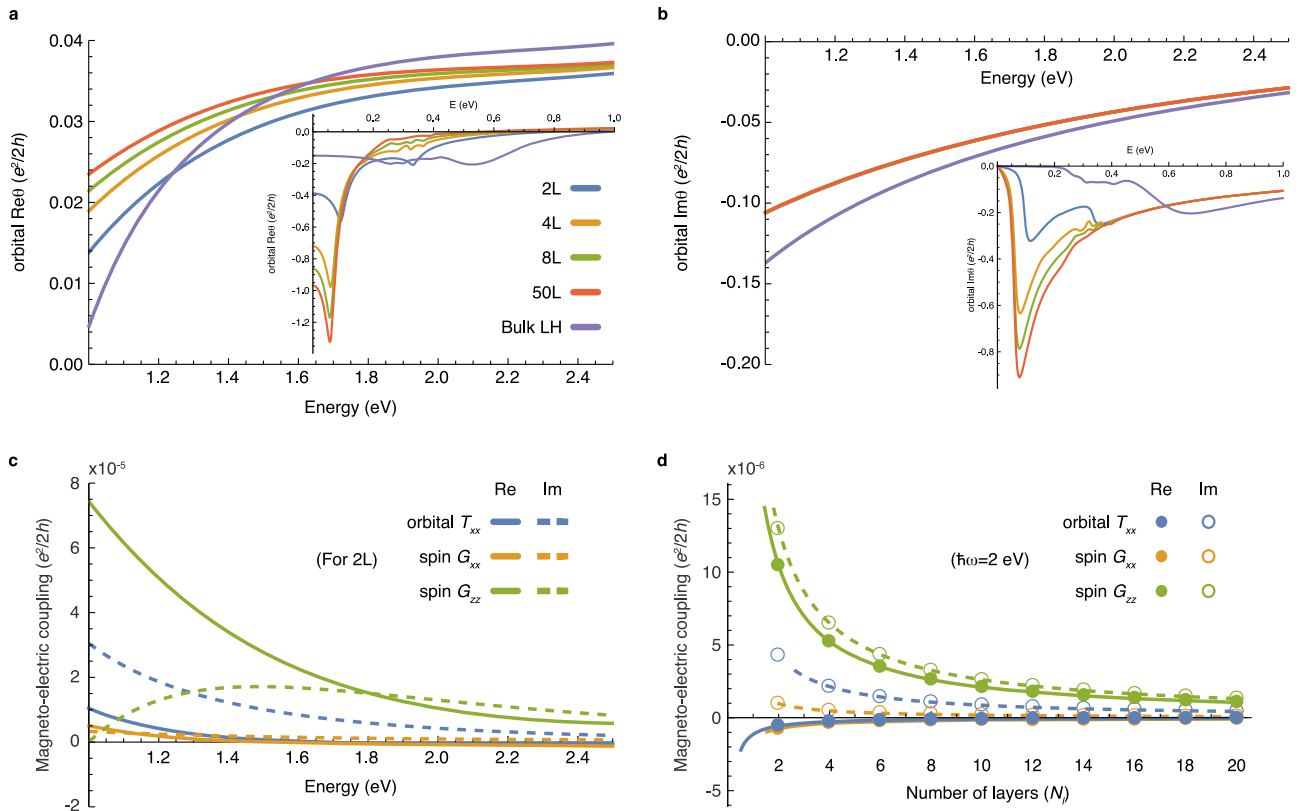 a
0.04
0.03
0.02
0.01
0.00
orbital Reθ (e²/2h)
1.2 1.4 1.6 1.8 2.0 2.2 2.4
Energy (eV)
E (eV)
0.0 0.2 0.4 0.6 0.8 1.0
-0.2
-0.4
-0.6
-0.8
-1.0
-1.2
orbital Reθ (e²/2h)
2L
4L
8L
50L
Bulk LH
b
0.00
-0.05
-0.10
-0.15
-0.20
orbital Imθ (e²/2h)
1.2 1.4 1.6 1.8 2.0 2.2 2.4
Energy (eV)
E (eV)
0.0 0.2 0.4 0.6 0.8 1.0
-0.2
-0.4
-0.6
-0.8
orbital Imθ (e²/2h)
c
x10⁻⁵
8
6
4
2
0
-2
Magneto-electric coupling (e²/2h)
Re Im
orbital Txx
(For 2L) spin Gxx
spin Gzz
1.2 1.4 1.6 1.8 2.0 2.2 2.4
Energy (eV)
d
x10⁻⁶
15
10
5
0
-5
Magneto-electric coupling (e²/2h)
Re Im
orbital Txx
(ħω=2 eV) spin Gxx
spin Gzz
2 4 6 8 10 12 14 16 18 20
Number of layers (N)